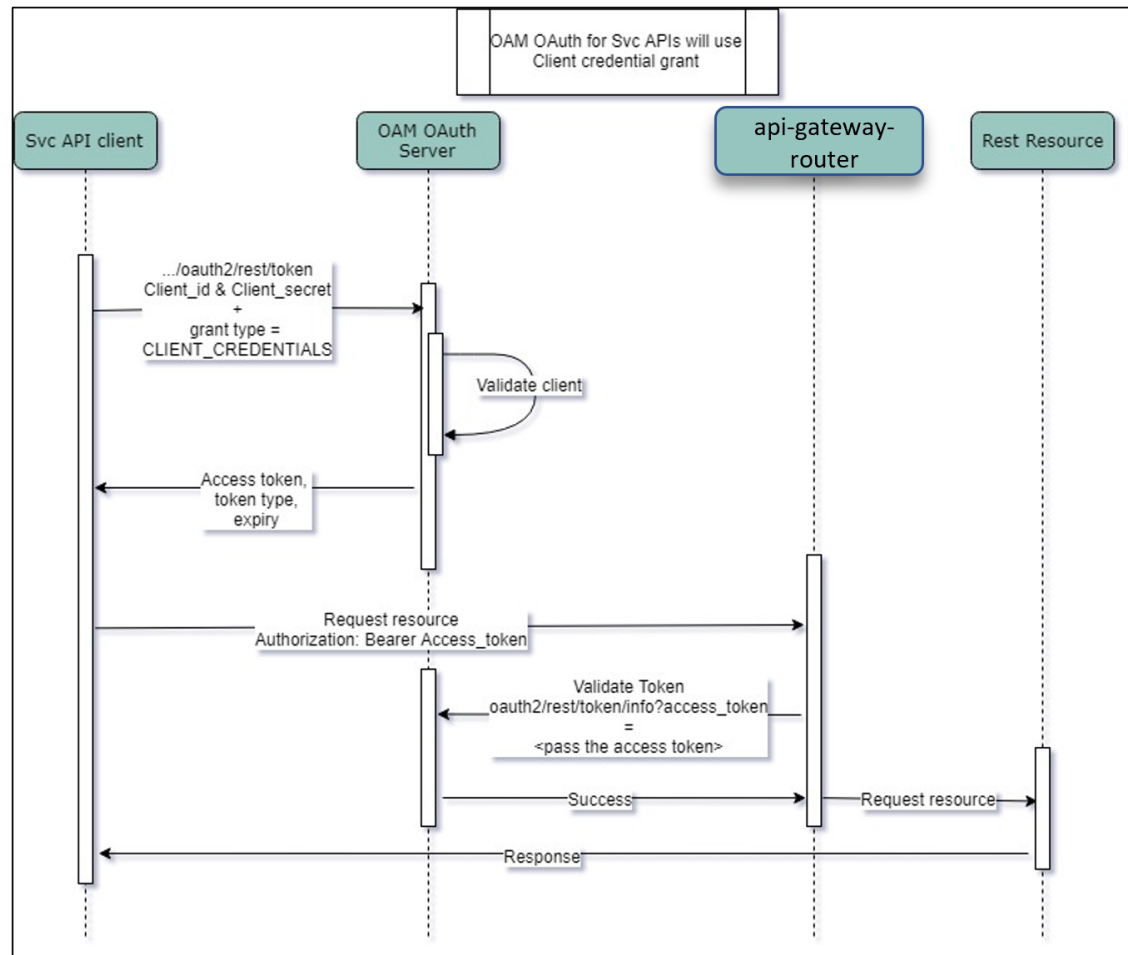 OAM OAuth for Svc APIs will use
Client credential grant
Svc API client
OAM OAuth
Server
api-gateway-
router
Rest Resource
.../oauth2/rest/token
Client_id & Client_secret
+
grant type =
CLIENT_CREDENTIALS
Validate client
Access token,
token type,
expiry
Request resource
Authorization: Bearer Access_token
Validate Token
oauth2/rest/token/info?access_token
=
<pass the access token>
Success
Request resource
Response